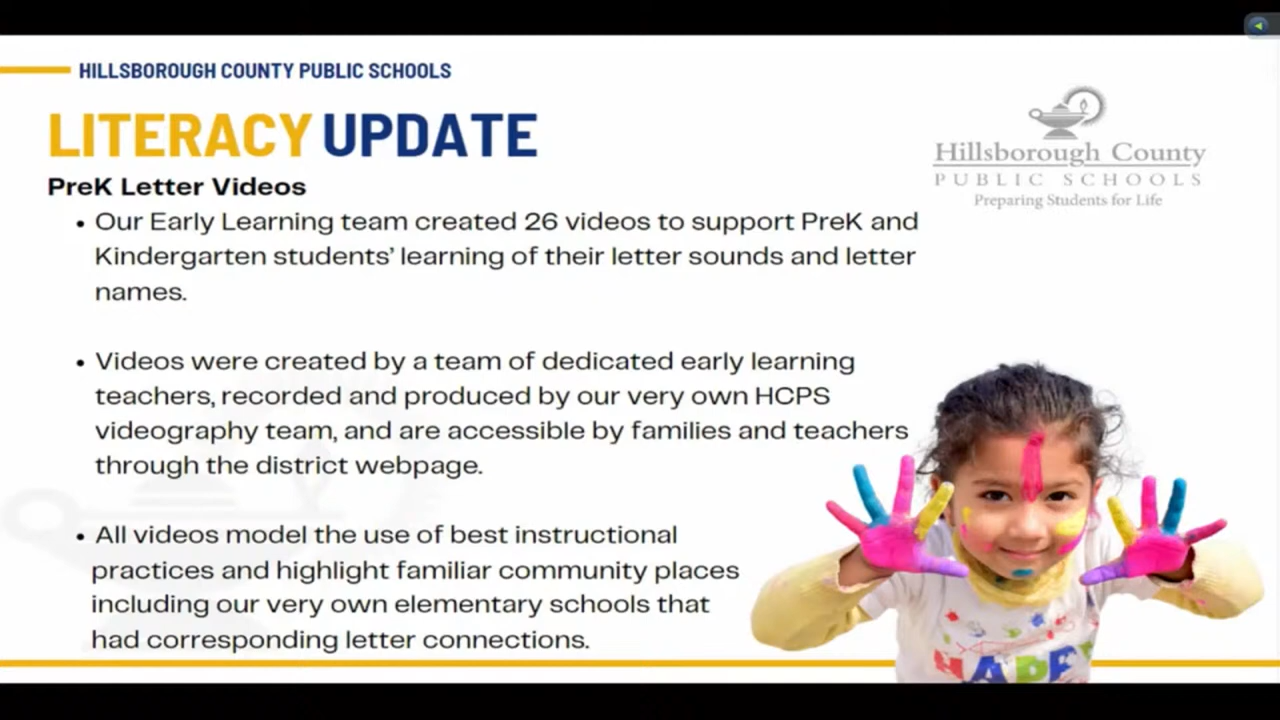 HILLSBOROUGH COUNTY PUBLIC SCHOOLS
LITERACY UPDATE
Hillsborough County
PUBLIC SCHOOLS
Preparing Students for Life
PreK Letter Videos
• Our Early Learning team created 26 videos to support PreK and
Kindergarten students’ learning of their letter sounds and letter
names.
• Videos were created by a team of dedicated early learning
teachers, recorded and produced by our very own HCPS
videography team, and are accessible by families and teachers
through the district webpage.
• All videos model the use of best instructional
practices and highlight familiar community places
including our very own elementary schools that
had corresponding letter connections.